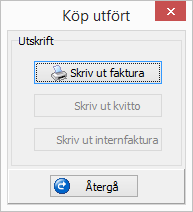 Köp utfört
Utskrift
Skriv ut faktura
Skriv ut kvitto
Skriv ut internfaktura
Återgå